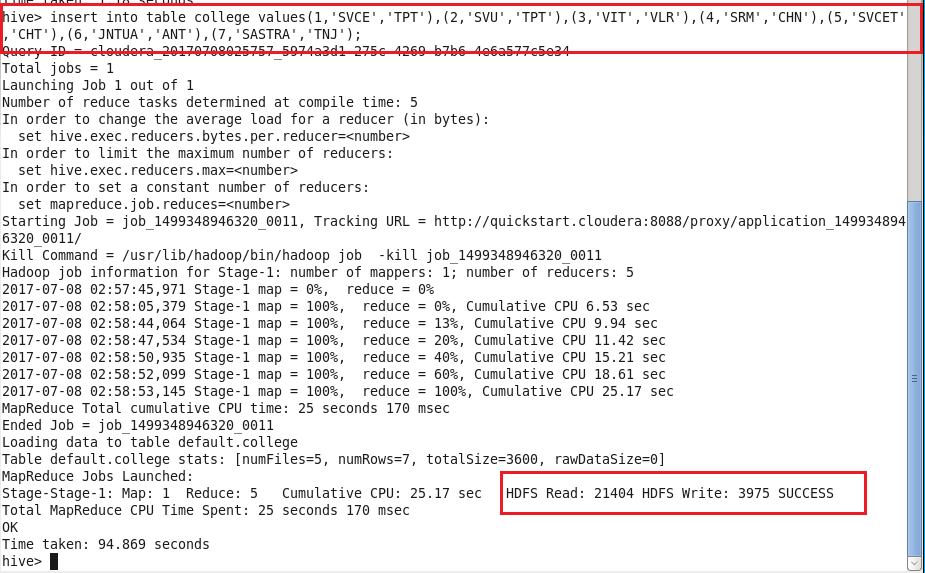 hive> insert into table college values(1,'SVCE','TPT'),(2,'SVU','TPT'),(3,'VIT','VLR'),(4,'SRM','CHN'),(5,'SVCET'
,'CHT'),(6,'JNTUA','ANT'),(7,'SASTRA','TNJ');
Query ID = cloudera_20170708025757_5974a3d1-275c-4269-b7b6-4e6a577c5e34
Total jobs = 1
Launching Job 1 out of 1
Number of reduce tasks determined at compile time: 5
In order to change the average load for a reducer (in bytes):
  set hive.exec.reducers.bytes.per.reducer=<number>
In order to limit the maximum number of reducers:
  set hive.exec.reducers.max=<number>
In order to set a constant number of reducers:
  set mapreduce.job.reduces=<number>
Starting Job = job_1499348946320_0011, Tracking URL = http://quickstart.cloudera:8088/proxy/application_149934894
6320_0011/
Kill Command = /usr/lib/hadoop/bin/hadoop job  -kill job_1499348946320_0011
Hadoop job information for Stage-1: number of mappers: 1; number of reducers: 5
2017-07-08 02:57:45,971 Stage-1 map = 0%,  reduce = 0%
2017-07-08 02:58:05,379 Stage-1 map = 100%,  reduce = 0%, Cumulative CPU 6.53 sec
2017-07-08 02:58:44,064 Stage-1 map = 100%,  reduce = 13%, Cumulative CPU 9.94 sec
2017-07-08 02:58:47,534 Stage-1 map = 100%,  reduce = 20%, Cumulative CPU 11.42 sec
2017-07-08 02:58:50,935 Stage-1 map = 100%,  reduce = 40%, Cumulative CPU 15.21 sec
2017-07-08 02:58:52,099 Stage-1 map = 100%,  reduce = 60%, Cumulative CPU 18.61 sec
2017-07-08 02:58:53,145 Stage-1 map = 100%,  reduce = 100%, Cumulative CPU 25.17 sec
MapReduce Total cumulative CPU time: 25 seconds 170 msec
Ended Job = job_1499348946320_0011
Loading data to table default.college
Table default.college stats: [numFiles=5, numRows=7, totalSize=3600, rawDataSize=0]
MapReduce Jobs Launched:
Stage-Stage-1: Map: 1  Reduce: 5   Cumulative CPU: 25.17 sec   HDFS Read: 21404 HDFS Write: 3975 SUCCESS
Total MapReduce CPU Time Spent: 25 seconds 170 msec
OK
Time taken: 94.869 seconds
hive>